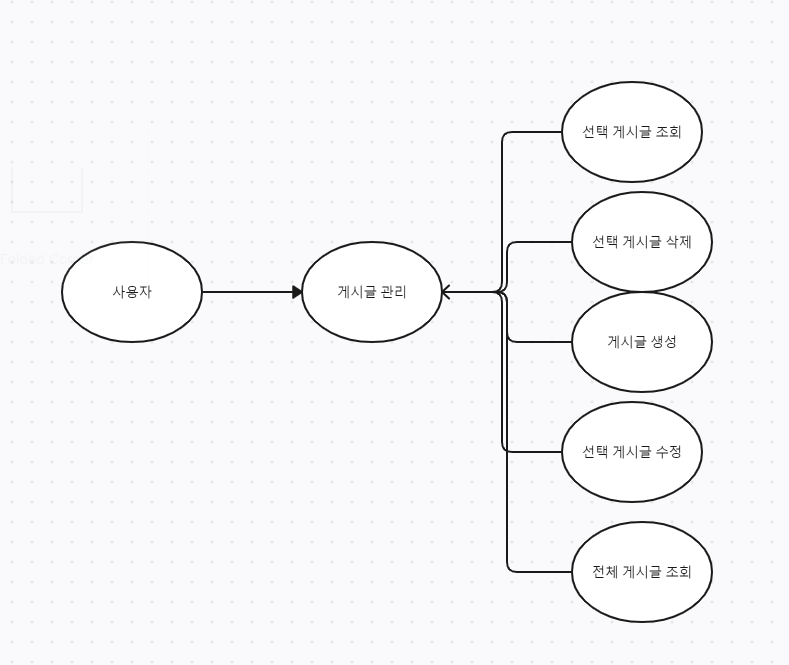 선택 게시글 조회
선택 게시글 삭제
사용자
게시글 관리
게시글 생성
선택 게시글 수정
전체 게시글 조회